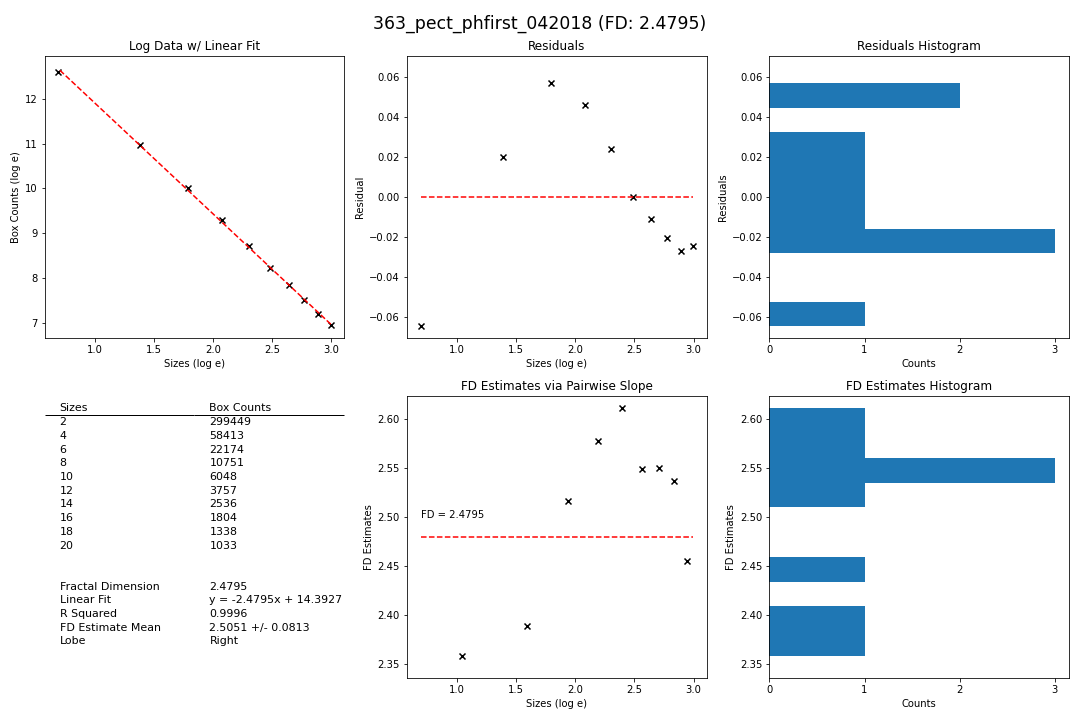 363_pect_phfirst_042018 (FD: 2.4795)
Log Data w/ Linear Fit
Box Counts (log e)
12
11
10
9
8
7
1.0 1.5 2.0 2.5 3.0
Sizes (log e)
Residuals
Residual
0.06
0.04
0.02
0.00
−0.02
−0.04
−0.06
1.0 1.5 2.0 2.5 3.0
Sizes (log e)
Residuals Histogram
Residuals
0.06
0.04
0.02
0.00
−0.02
−0.04
−0.06
0 1 2 3
Counts
Sizes Box Counts
2 299449
4 58413
6 22174
8 10751
10 6048
12 3757
14 2536
16 1804
18 1338
20 1033
Fractal Dimension 2.4795
Linear Fit y = -2.4795x + 14.3927
R Squared 0.9996
FD Estimate Mean 2.5051 +/- 0.0813
Lobe Right
FD Estimates via Pairwise Slope
FD Estimates
2.60
2.55
2.50
2.45
2.40
2.35
FD = 2.4795
1.0 1.5 2.0 2.5 3.0
Sizes (log e)
FD Estimates Histogram
FD Estimates
2.60
2.55
2.50
2.45
2.40
2.35
0 1 2 3
Counts